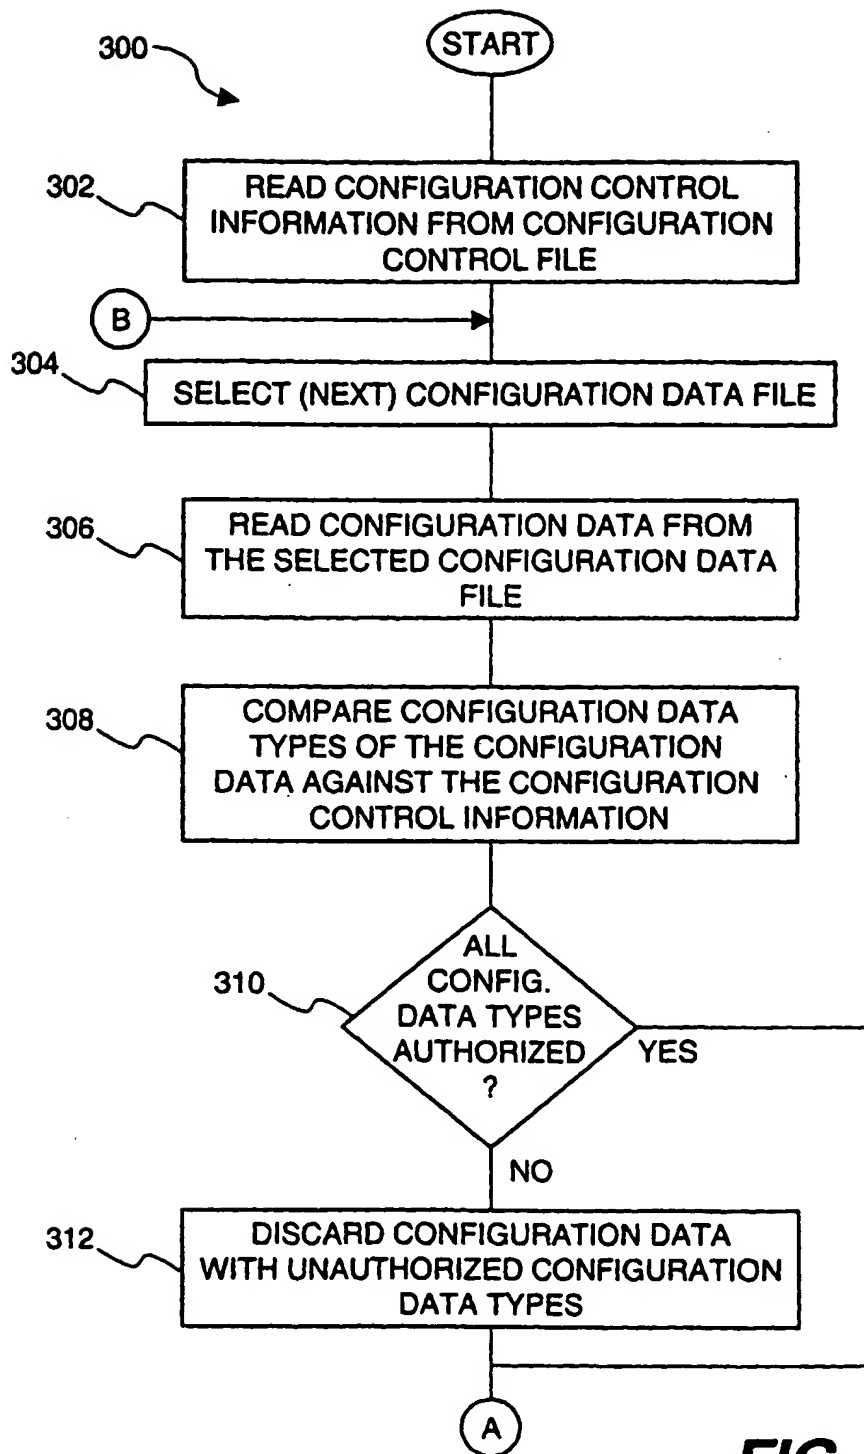 START
300
302
READ CONFIGURATION CONTROL
INFORMATION FROM CONFIGURATION
CONTROL FILE
B
304
SELECT (NEXT) CONFIGURATION DATA FILE
306
READ CONFIGURATION DATA FROM
THE SELECTED CONFIGURATION DATA
FILE
308
COMPARE CONFIGURATION DATA
TYPES OF THE CONFIGURATION
DATA AGAINST THE CONFIGURATION
CONTROL INFORMATION
310
ALL
CONFIG.
DATA TYPES
AUTHORIZED
?
YES
NO
312
DISCARD CONFIGURATION DATA
WITH UNAUTHORIZED CONFIGURATION
DATA TYPES
A
FIG